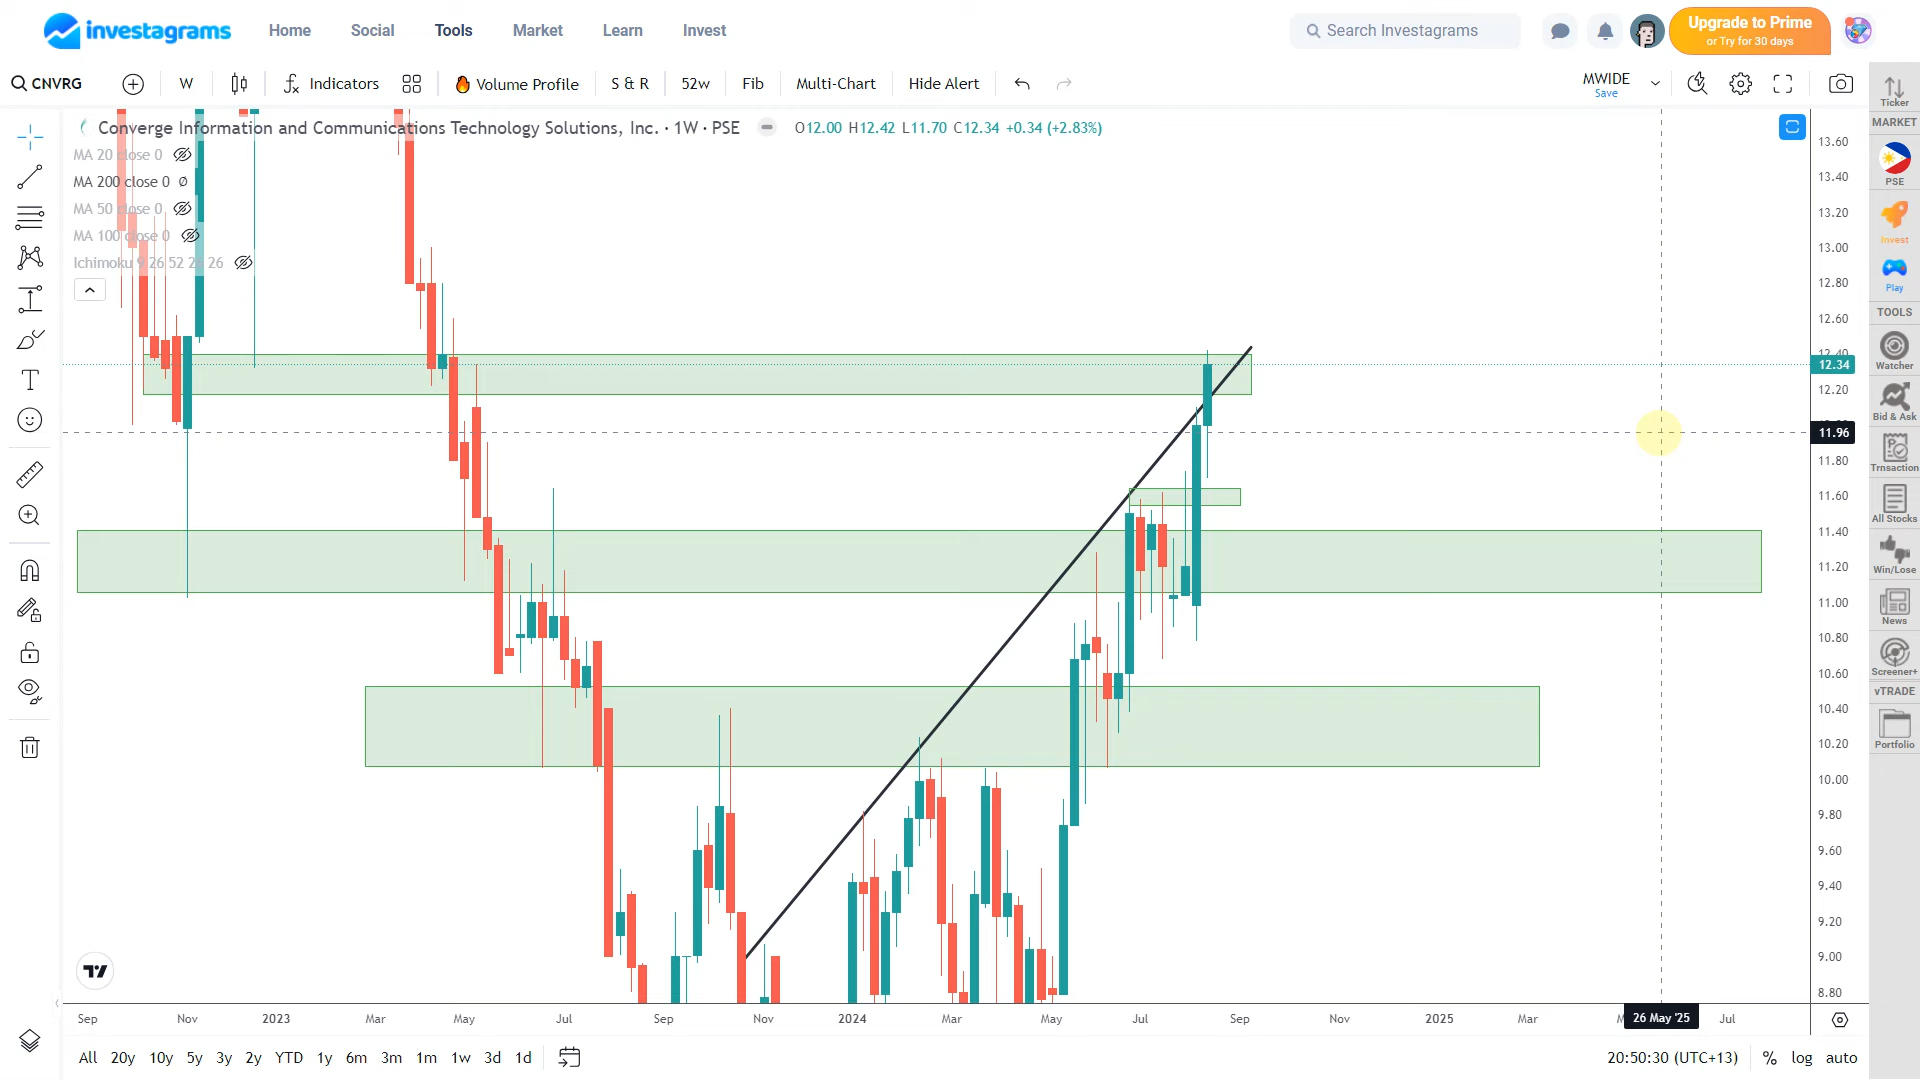 investagrams
Home
Social
Tools
Market
Learn
Invest
Search Investagrams
Upgrade to Prime
or Try for 30 days
CNVRG
W
Indicators
Volume Profile
S & R
52w
Fib
Multi-Chart
Hide Alert
MWIDE
Save
Converge Information and Communications Technology Solutions, Inc. · 1W · PSE
O12.00 H12.42 L11.70 C12.34 +0.34 (+2.83%)
MA 20 close 0
MA 200 close 0
MA 50 close 0
MA 100 close 0
Ichimoku 9 26 52 26 26
13.60
13.40
13.20
13.00
12.80
12.60
12.40
12.34
12.20
11.96
11.80
11.60
11.40
11.20
11.00
10.80
10.60
10.40
10.20
10.00
9.80
9.60
9.40
9.20
9.00
8.80
Sep
Nov
2023
Mar
May
Jul
Sep
Nov
2024
Mar
May
Jul
Sep
Nov
2025
Mar
26 May '25
Jul
All
20y
10y
5y
3y
2y
YTD
1y
6m
3m
1m
1w
3d
1d
20:50:30 (UTC+13)
%
log
auto
Ticker
MARKET
PSE
Invest
Play
TOOLS
Watcher
Bid & Ask
Trnsaction
All Stocks
Win/Lose
News
Screener+
vTRADE
Portfolio